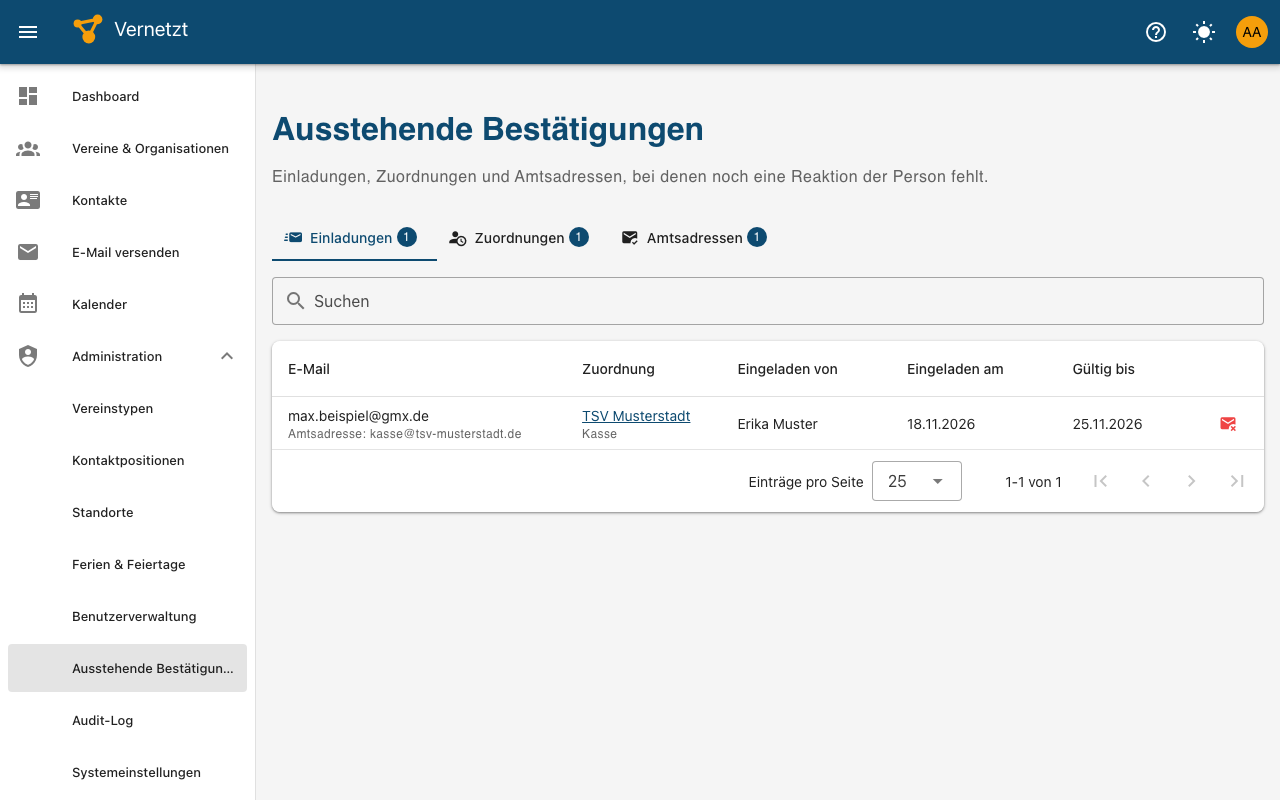 Vernetzt
AA
Dashboard
Vereine & Organisationen
Kontakte
E-Mail versenden
Kalender
Administration
Vereinstypen
Kontaktpositionen
Standorte
Ferien & Feiertage
Benutzerverwaltung
Ausstehende Bestätigun...
Audit-Log
Systemeinstellungen
Ausstehende Bestätigungen
Einladungen, Zuordnungen und Amtsadressen, bei denen noch eine Reaktion der Person fehlt.
Einladungen 1 Zuordnungen 1 Amtsadressen 1
Suchen
E-Mail Zuordnung Eingeladen von Eingeladen am Gültig bis
max.beispiel@gmx.de TSV Musterstadt Erika Muster 18.11.2026 25.11.2026
Amtsadresse: kasse@tsv-musterstadt.de Kasse
Einträge pro Seite 25 1-1 von 1